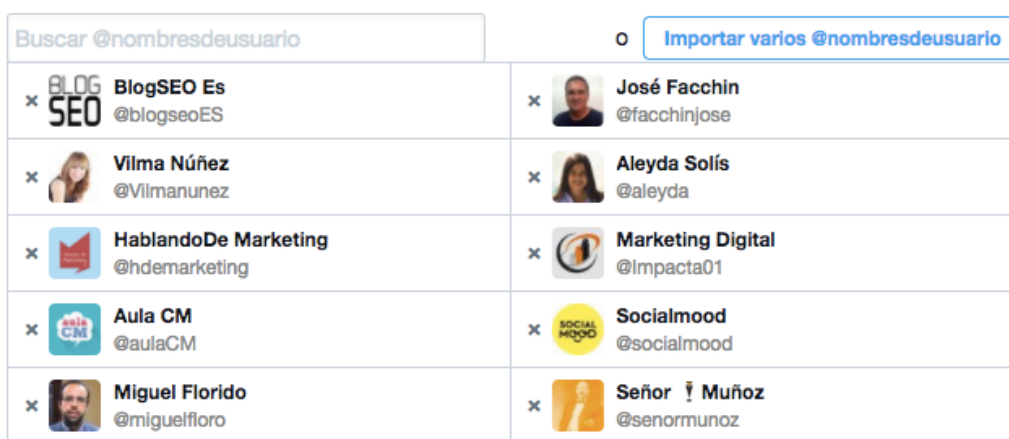 Buscar @nombresdeusuario
o Importar varios @nombresdeusuario
BLOG
SEO
BlogSEO Es
@blogseoES
José Facchin
@facchinjose
Vilma Núñez
@Vilmanunez
Aleyda Solís
@aleyda
HablandoDe Marketing
@hdemarketing
Marketing Digital
@Impacta01
aula
CM
Aula CM
@aulaCM
SOCIAL
MOOD
Socialmood
@socialmood
Miguel Florido
@miguelfloro
Señor Muñoz
@senormunoz